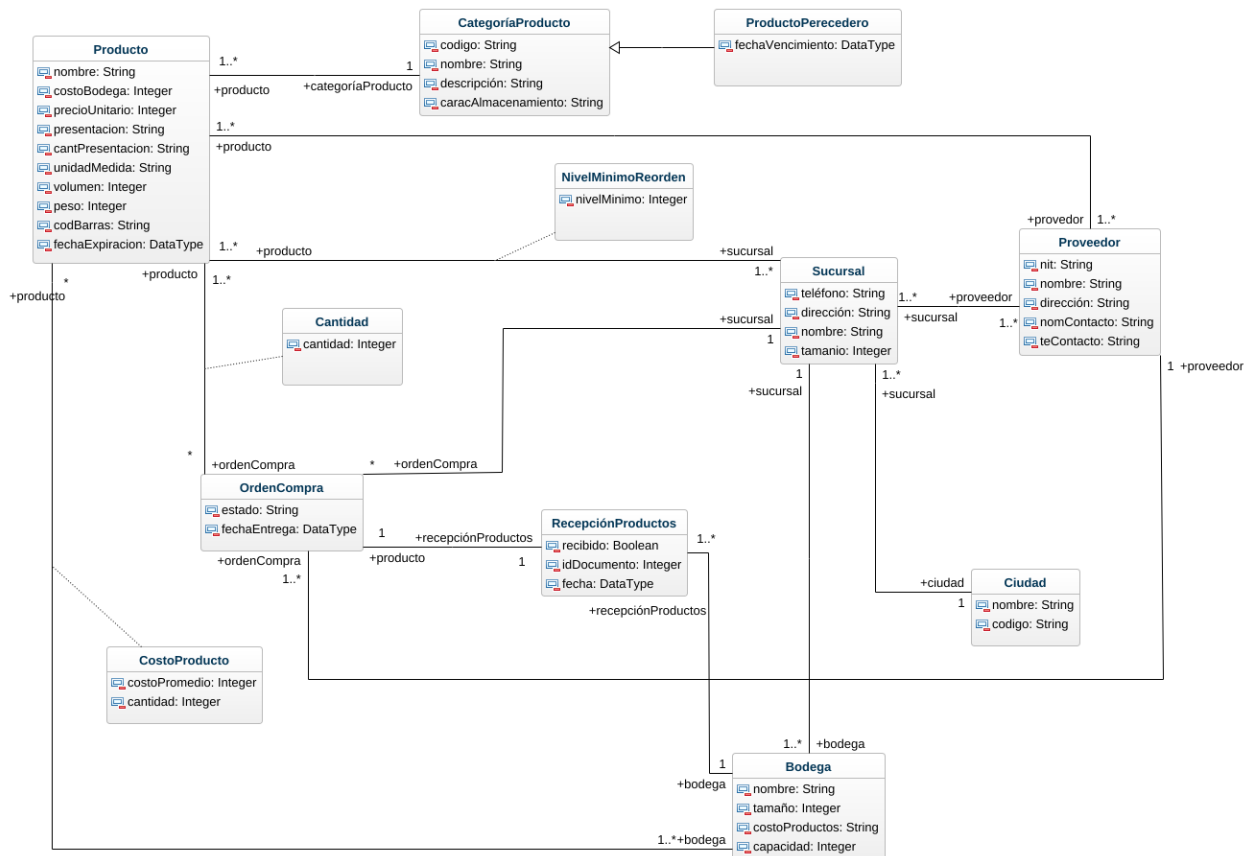 CategoríaProducto
codigo: String
nombre: String
descripción: String
caracAlmacenamiento: String
ProductoPerecedero
fechaVencimiento: DataType
Producto
nombre: String
costoBodega: Integer
precioUnitario: Integer
presentacion: String
cantPresentacion: String
unidadMedida: String
volumen: Integer
peso: Integer
codBarras: String
fechaExpiracion: DataType
1..*
+producto
1
+categoríaProducto
1..*
+producto
NivelMinimoReorden
nivelMinimo: Integer
+provedor
1..*
Proveedor
nit: String
nombre: String
dirección: String
nomContacto: String
teContacto: String
1..*
+producto
+sucursal
1..*
Sucursal
teléfono: String
dirección: String
nombre: String
tamanio: Integer
1..*
+proveedor
+sucursal
1..*
*
+producto
+producto
1..*
Cantidad
cantidad: Integer
+sucursal
1
1
+sucursal
1..*
+sucursal
1
+proveedor
*
+ordenCompra
*
+ordenCompra
OrdenCompra
estado: String
fechaEntrega: DataType
1
+recepciónProductos
+producto
1
+ordenCompra
1..*
RecepciónProductos
recibido: Boolean
idDocumento: Integer
fecha: DataType
1..*
+recepciónProductos
+ciudad
1
Ciudad
nombre: String
codigo: String
CostoProducto
costoPromedio: Integer
cantidad: Integer
1..*
+bodega
1
+bodega
Bodega
nombre: String
tamaño: Integer
costoProductos: String
capacidad: Integer
1..*
+bodega